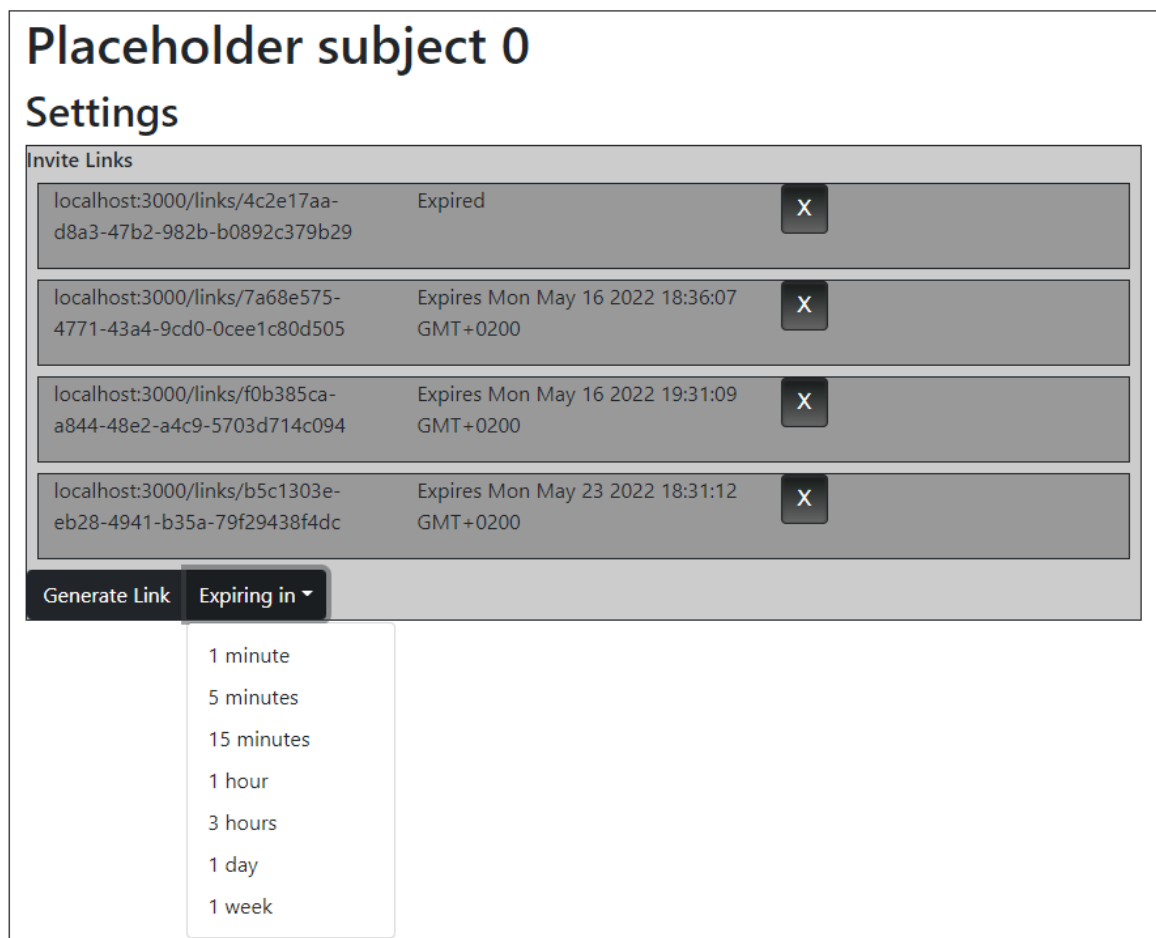 Placeholder subject 0
Settings
Invite Links
localhost:3000/links/4c2e17aa-
d8a3-47b2-982b-b0892c379b29
Expired
X
localhost:3000/links/7a68e575-
4771-43a4-9cd0-0cee1c80d505
Expires Mon May 16 2022 18:36:07
GMT+0200
X
localhost:3000/links/f0b385ca-
a844-48e2-a4c9-5703d714c094
Expires Mon May 16 2022 19:31:09
GMT+0200
X
localhost:3000/links/b5c1303e-
eb28-4941-b35a-79f29438f4dc
Expires Mon May 23 2022 18:31:12
GMT+0200
X
Generate Link
Expiring in
1 minute
5 minutes
15 minutes
1 hour
3 hours
1 day
1 week